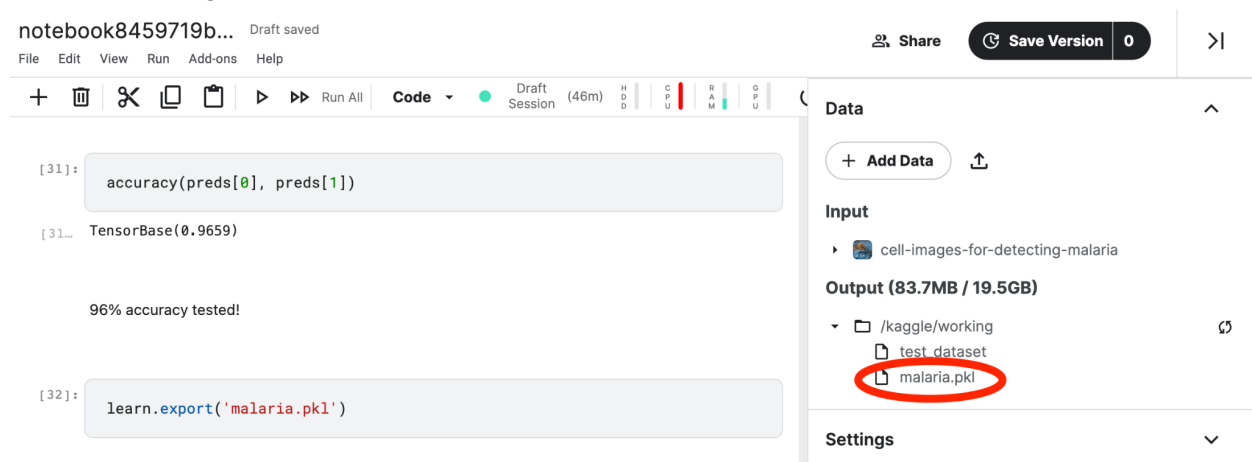 notebook8459719b... Draft saved
File Edit View Run Add-ons Help
Share
Save Version 0
Run All Code Draft Session (46m) HDD CPU RAM GPU
[31]:
accuracy(preds[0], preds[1])
[31...
TensorBase(0.9659)
96% accuracy tested!
[32]:
learn.export('malaria.pkl')
Data
+ Add Data
Input
cell-images-for-detecting-malaria
Output (83.7MB / 19.5GB)
/kaggle/working
test_dataset
malaria.pkl
Settings